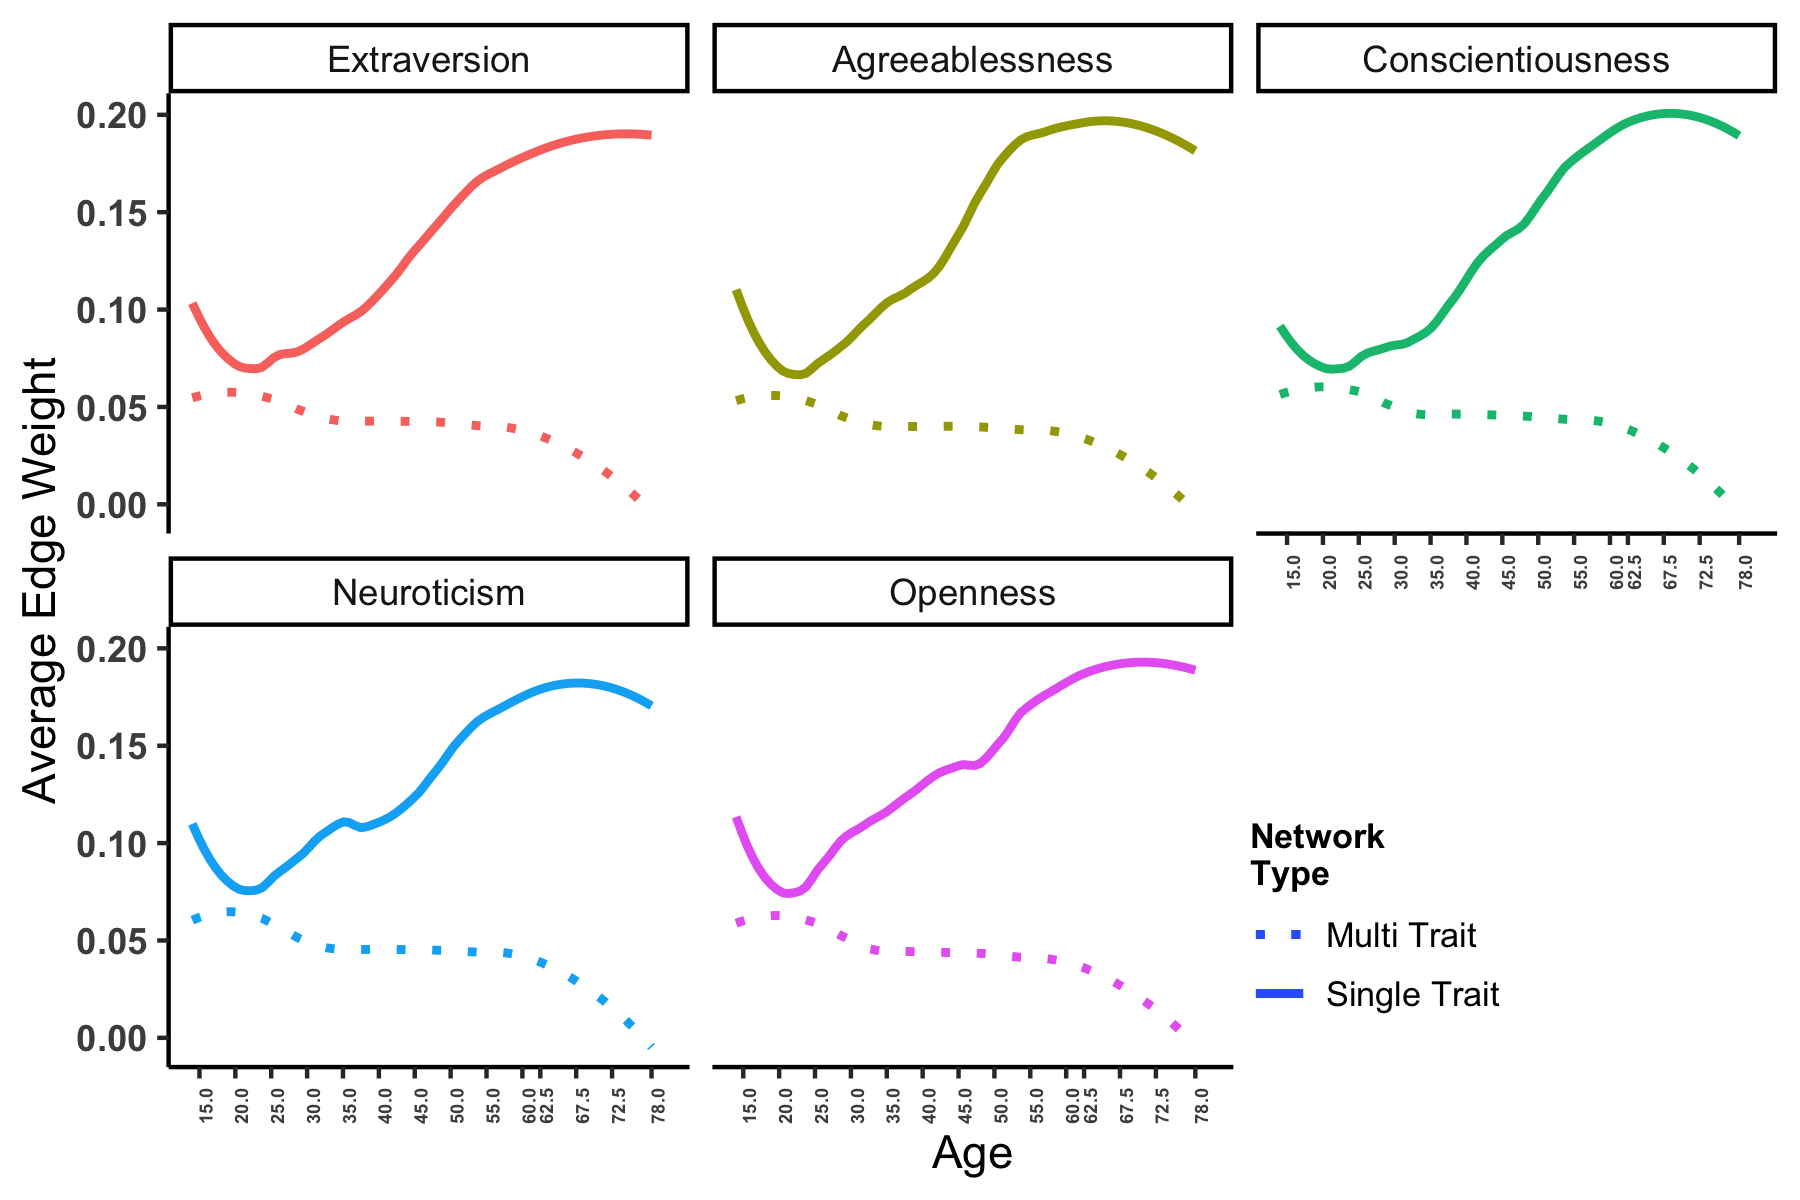 Extraversion
Agreeablessness
Conscientiousness
0.20
0.15
0.10
0.05
0.00
15.0 20.0 25.0 30.0 35.0 40.0 45.0 50.0 55.0 60.0 62.5 67.5 72.5 78.0
Average Edge Weight
Neuroticism
Openness
0.20
0.15
0.10
0.05
0.00
15.0 20.0 25.0 30.0 35.0 40.0 45.0 50.0 55.0 60.0 62.5 67.5 72.5 78.0
15.0 20.0 25.0 30.0 35.0 40.0 45.0 50.0 55.0 60.0 62.5 67.5 72.5 78.0
Age
Network
Type
Multi Trait
Single Trait